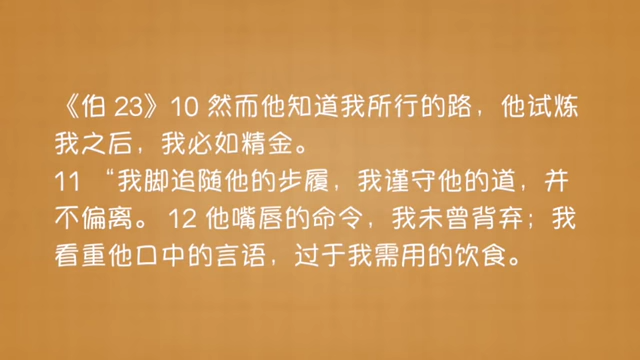 《伯 23》10 然而他知道我所行的路，他试炼
我之后，我必如精金。
11 “我脚追随他的步履，我谨守他的道，并
不偏离。 12 他嘴唇的命令，我未曾背弃；我
看重他口中的言语，过于我需用的饮食。